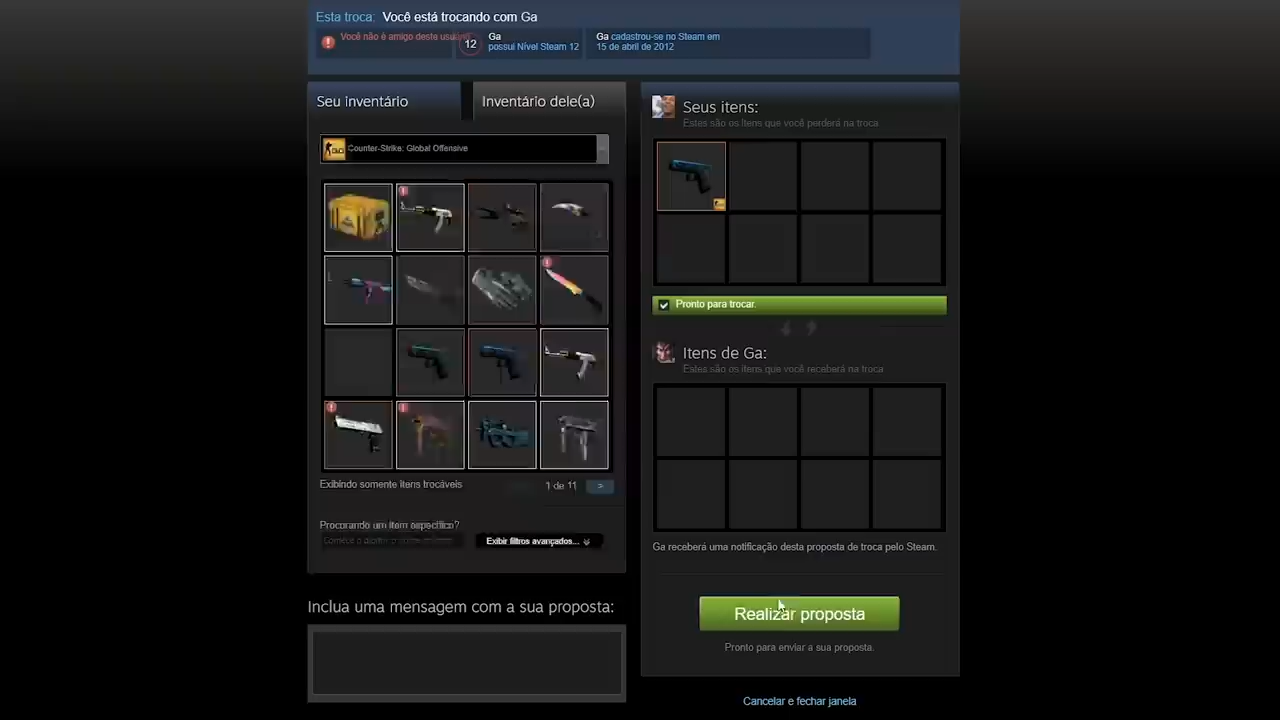 Esta troca: Você está trocando com Ga
Você não é amigo deste usuário
12
Ga
possui Nível Steam 12
Ga cadastrou-se no Steam em
15 de abril de 2012
Seu inventário
Inventário dele(a)
Counter-Strike: Global Offensive
Exibindo somente itens trocáveis
1 de 11
>
Procurando um item específico?
Exibir filtros avançados...
Inclua uma mensagem com a sua proposta:
Seus itens:
Estes são os itens que você perderá na troca
Pronto para trocar.
Itens de Ga:
Estes são os itens que você receberá na troca
Ga receberá uma notificação desta proposta de troca pelo Steam.
Realizar proposta
Pronto para enviar a sua proposta.
Cancelar e fechar janela